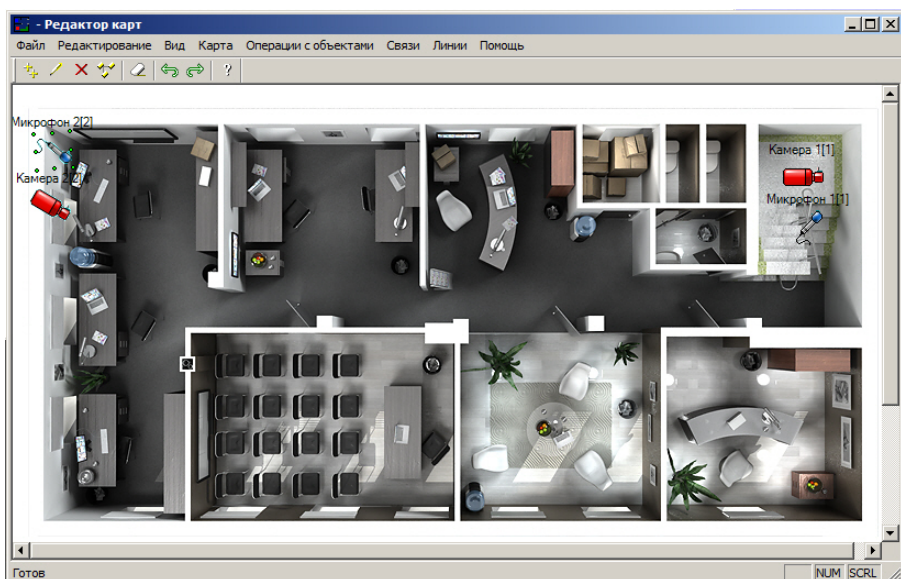 - Редактор карт
Файл Редактирование Вид Карта Операции с объектами Связи Линии Помощь
Микрофон 2[2]
Камера 2[2]
Камера 1[1]
Микрофон 1[1]
Готов NUM SCRL